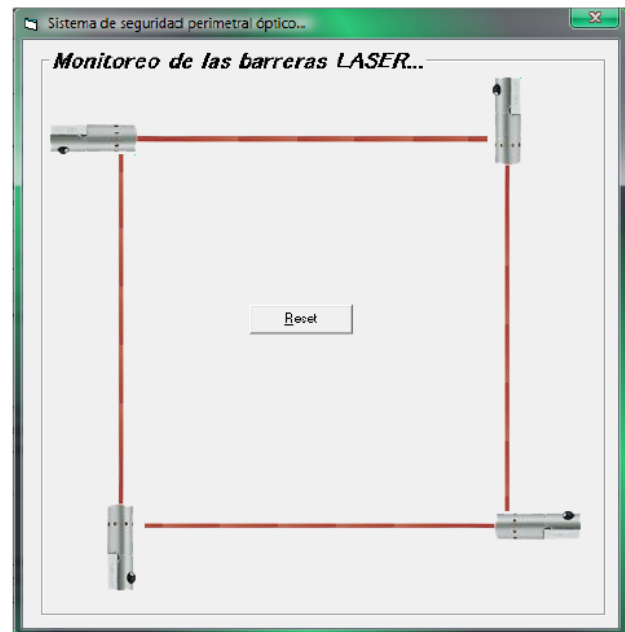 Sistema de seguridad perimetral óptico...
Monitoreo de las barreras LASER...
Reset